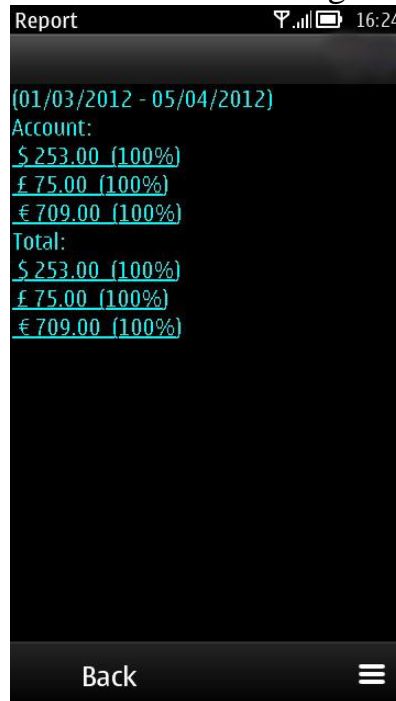 Report 16:24
(01/03/2012 - 05/04/2012)
Account:
$ 253.00 (100%)
£ 75.00 (100%)
€ 709.00 (100%)
Total:
$ 253.00 (100%)
£ 75.00 (100%)
€ 709.00 (100%)
Back